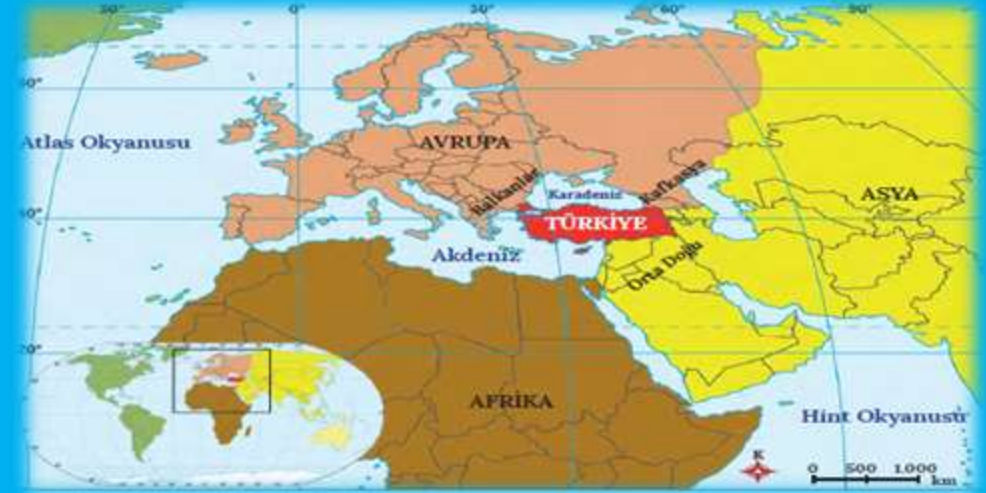 30° 0° 30° 60° 90°
60°
Atlas Okyanusu
AVRUPA
Balkanlar
Karadeniz
Kafkasya
ASYA
TÜRKİYE
Akdeniz
Orta Doğu
20°
AFRİKA
Hint Okyanusu
K
0 500 1.000
km